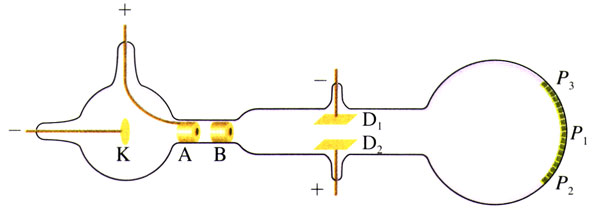 +
−
P₃
−
D₁
P₁
K
A
B
D₂
P₂
+